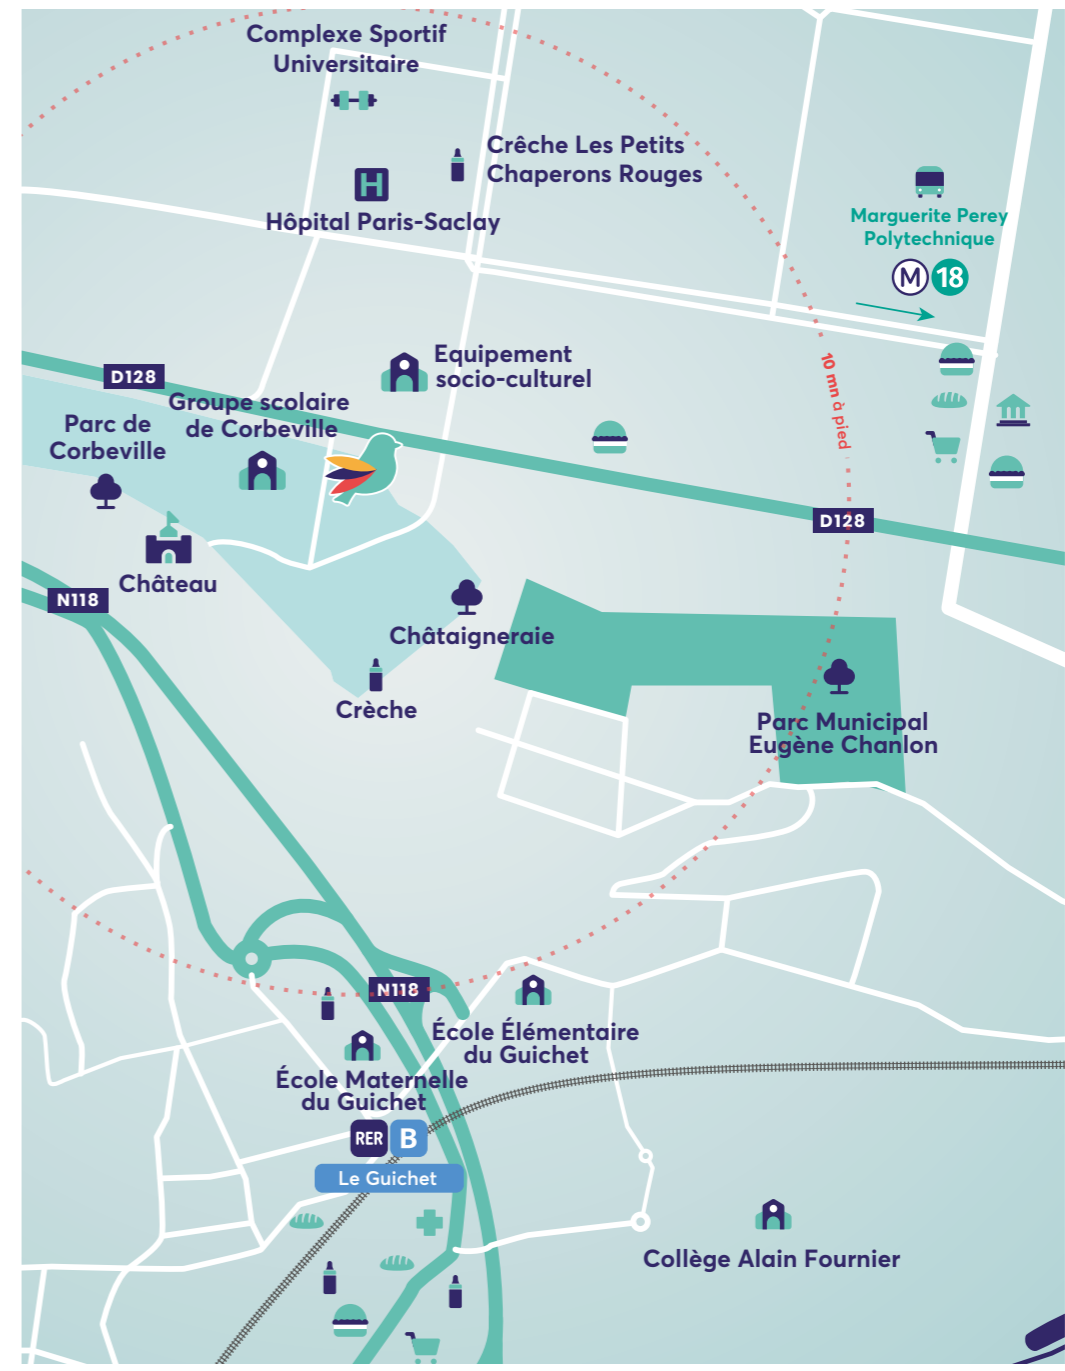 Complexe Sportif
Universitaire
Crêche Les Petits
Chaperons Rouges
H
Hôpital Paris-Saclay
Marguerite Perey
Polytechnique
M 18
Equipement
socio-culturel
10 mn à pied
D128
Groupe scolaire
de Corbeville
Parc de
Corbeville
D128
Château
N118
Châtaigneraie
Crèche
Parc Municipal
Eugène Chanlon
N118
École Élémentaire
du Guichet
École Maternelle
du Guichet
RER B
Le Guichet
Collège Alain Fournier